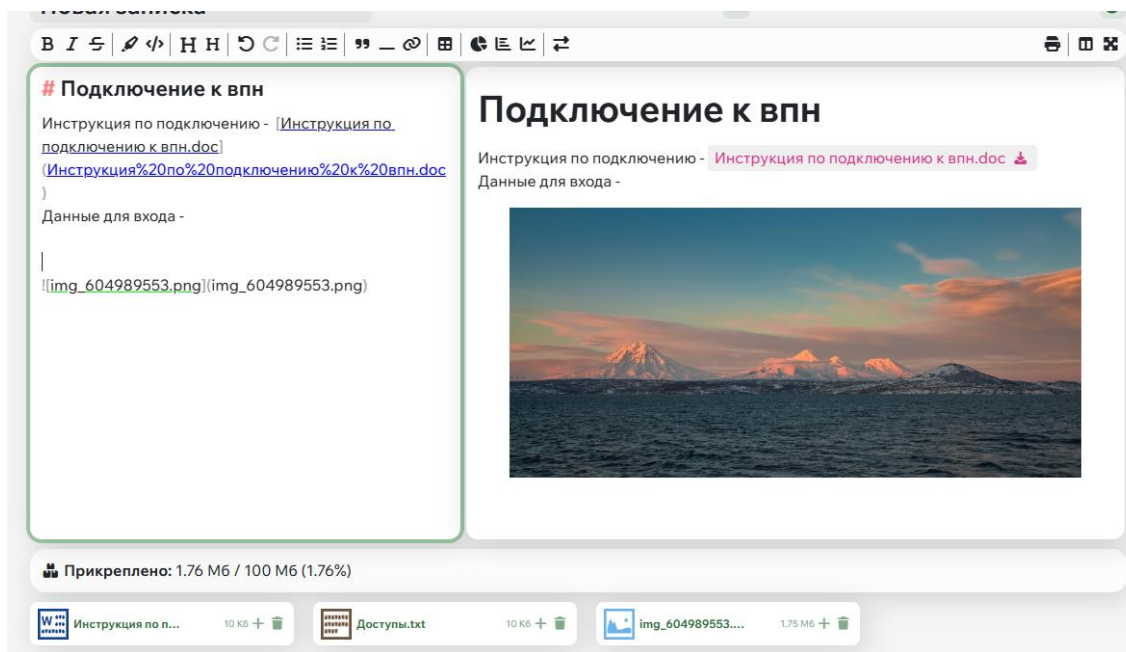 Новая записка
B I S H H
# Подключение к впн
Инструкция по подключению - [Инструкция по
подключению к впн.doc]
(Инструкция%20по%20подключению%20к%20впн.doc
)
Данные для входа -
![img_604989553.png](img_604989553.png)
Подключение к впн
Инструкция по подключению - Инструкция по подключению к впн.doc
Данные для входа -
Прикреплено: 1.76 Мб / 100 Мб (1.76%)
Инструкция по п... 10 Кб
Доступы.txt 10 Кб
img_604989553.... 1.75 Мб